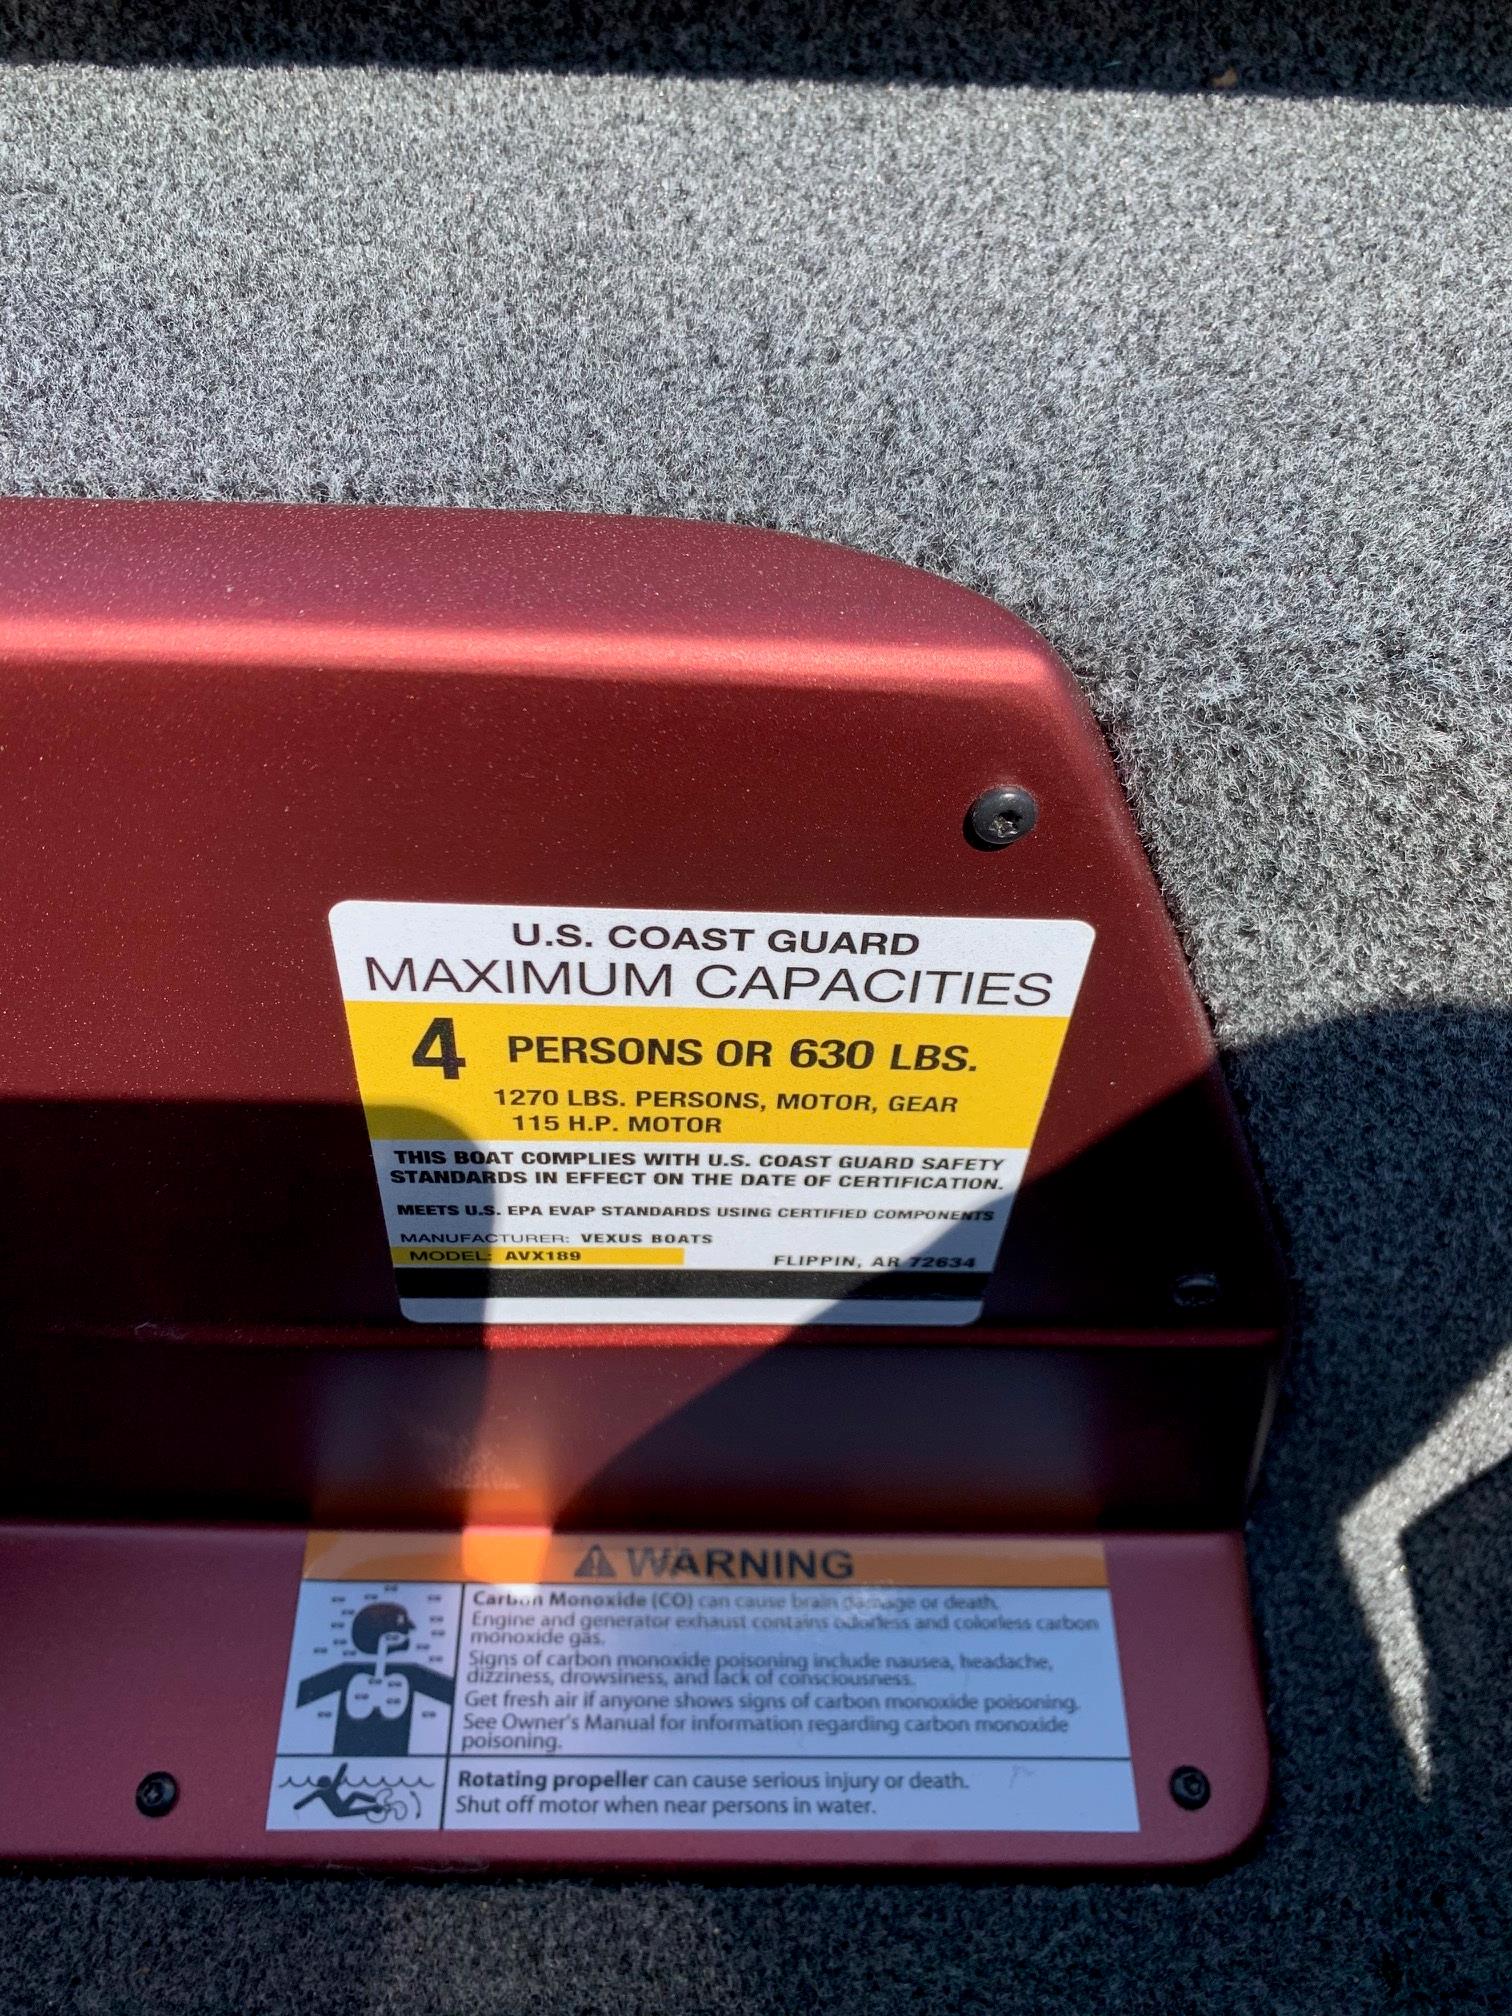 U.S. COAST GUARD
MAXIMUM CAPACITIES
4 PERSONS OR 630 LBS.
1270 LBS. PERSONS, MOTOR, GEAR
115 H.P. MOTOR
THIS BOAT COMPLIES WITH U.S. COAST GUARD SAFETY
STANDARDS IN EFFECT ON THE DATE OF CERTIFICATION.
MEETS U.S. EPA EVAP STANDARDS USING CERTIFIED COMPONENTS
MANUFACTURER: VEXUS BOATS
MODEL: AVX189 FLIPPIN, AR 72634
WARNING
Carbon Monoxide (CO) can cause brain damage or death.
Engine and generator exhaust contains odorless and colorless carbon
monoxide gas.
Signs of carbon monoxide poisoning include nausea, headache,
dizziness, drowsiness, and lack of consciousness.
Get fresh air if anyone shows signs of carbon monoxide poisoning.
See Owner's Manual for information regarding carbon monoxide
poisoning.
Rotating propeller can cause serious injury or death.
Shut off motor when near persons in water.